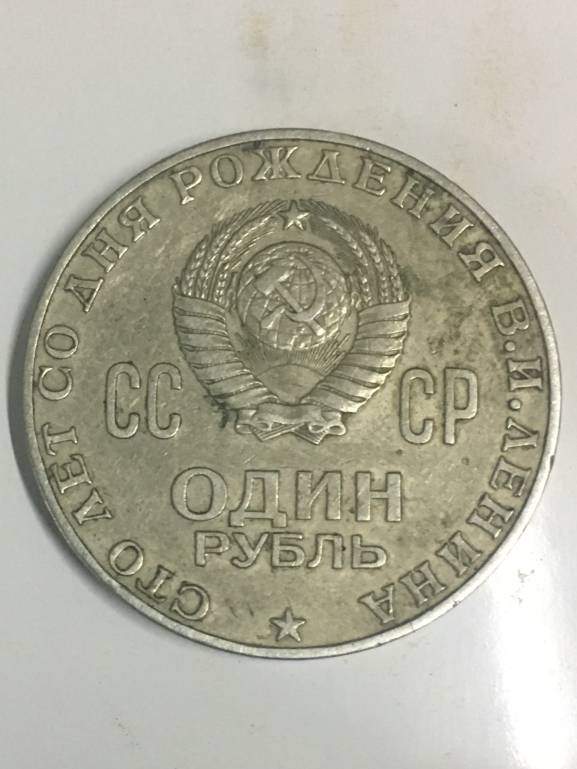 СТО ЛЕТ СО ДНЯ РОЖДЕНИЯ В.И.ЛЕНИНА
СС СР
ОДИН
РУБЛЬ